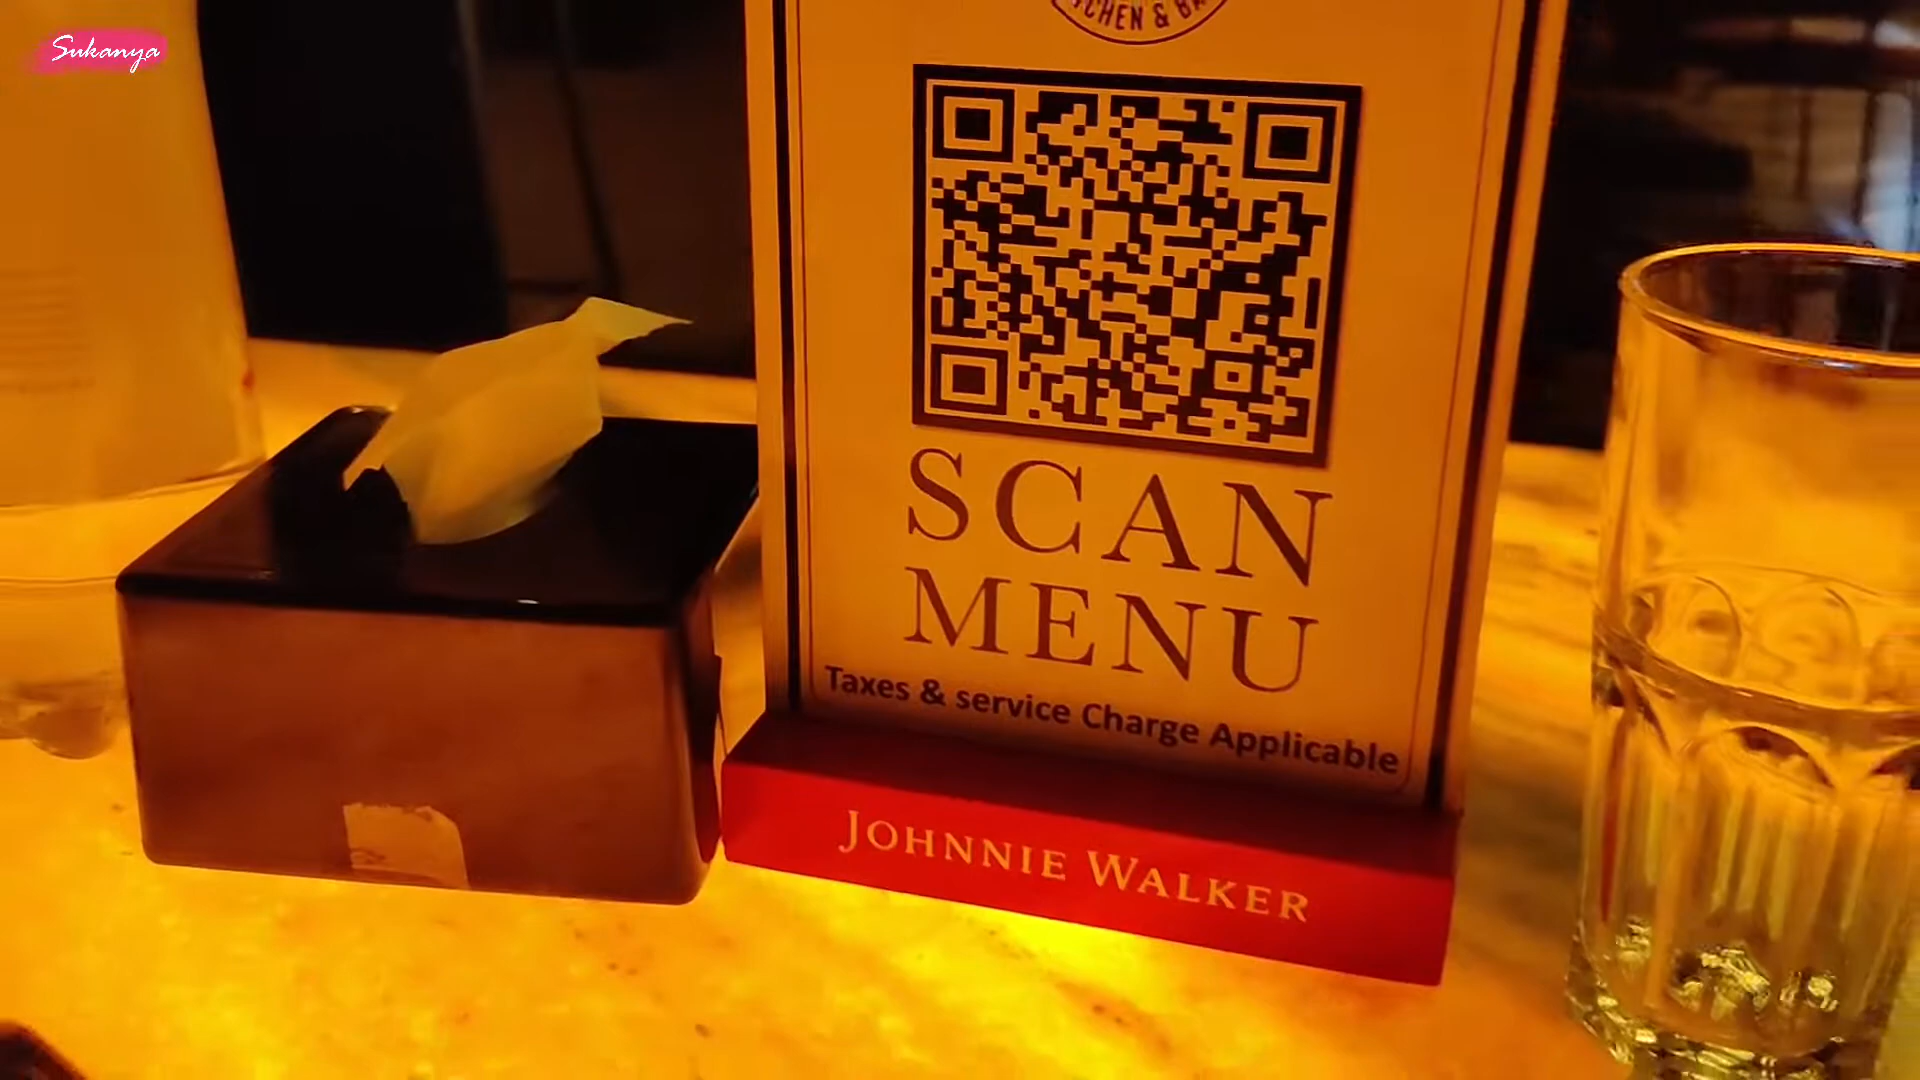 Sukanya
& 
SCAN
MENU
Taxes & service Charge Applicable
JOHNNIE WALKER